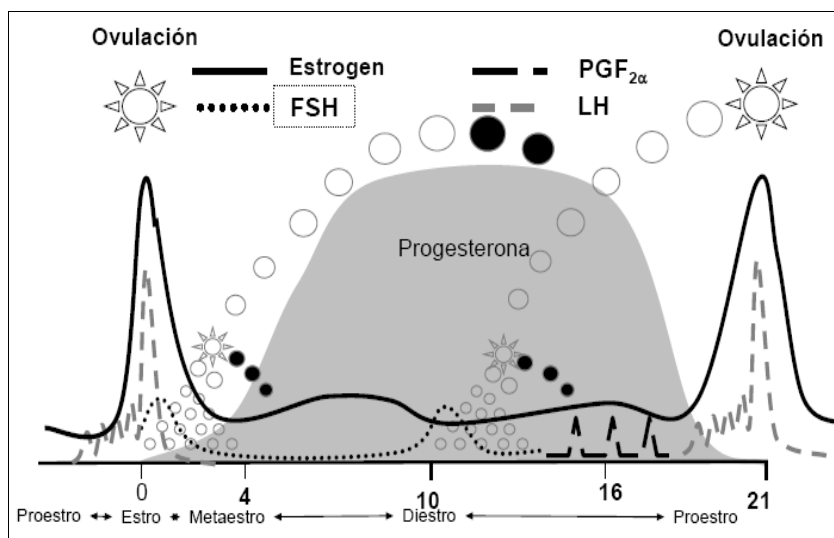 Ovulación
Ovulación
Estrogen
PGF2α
FSH
LH
Progesterona
0
4
10
16
21
Proestro
Estro
Metaestro
Diestro
Proestro